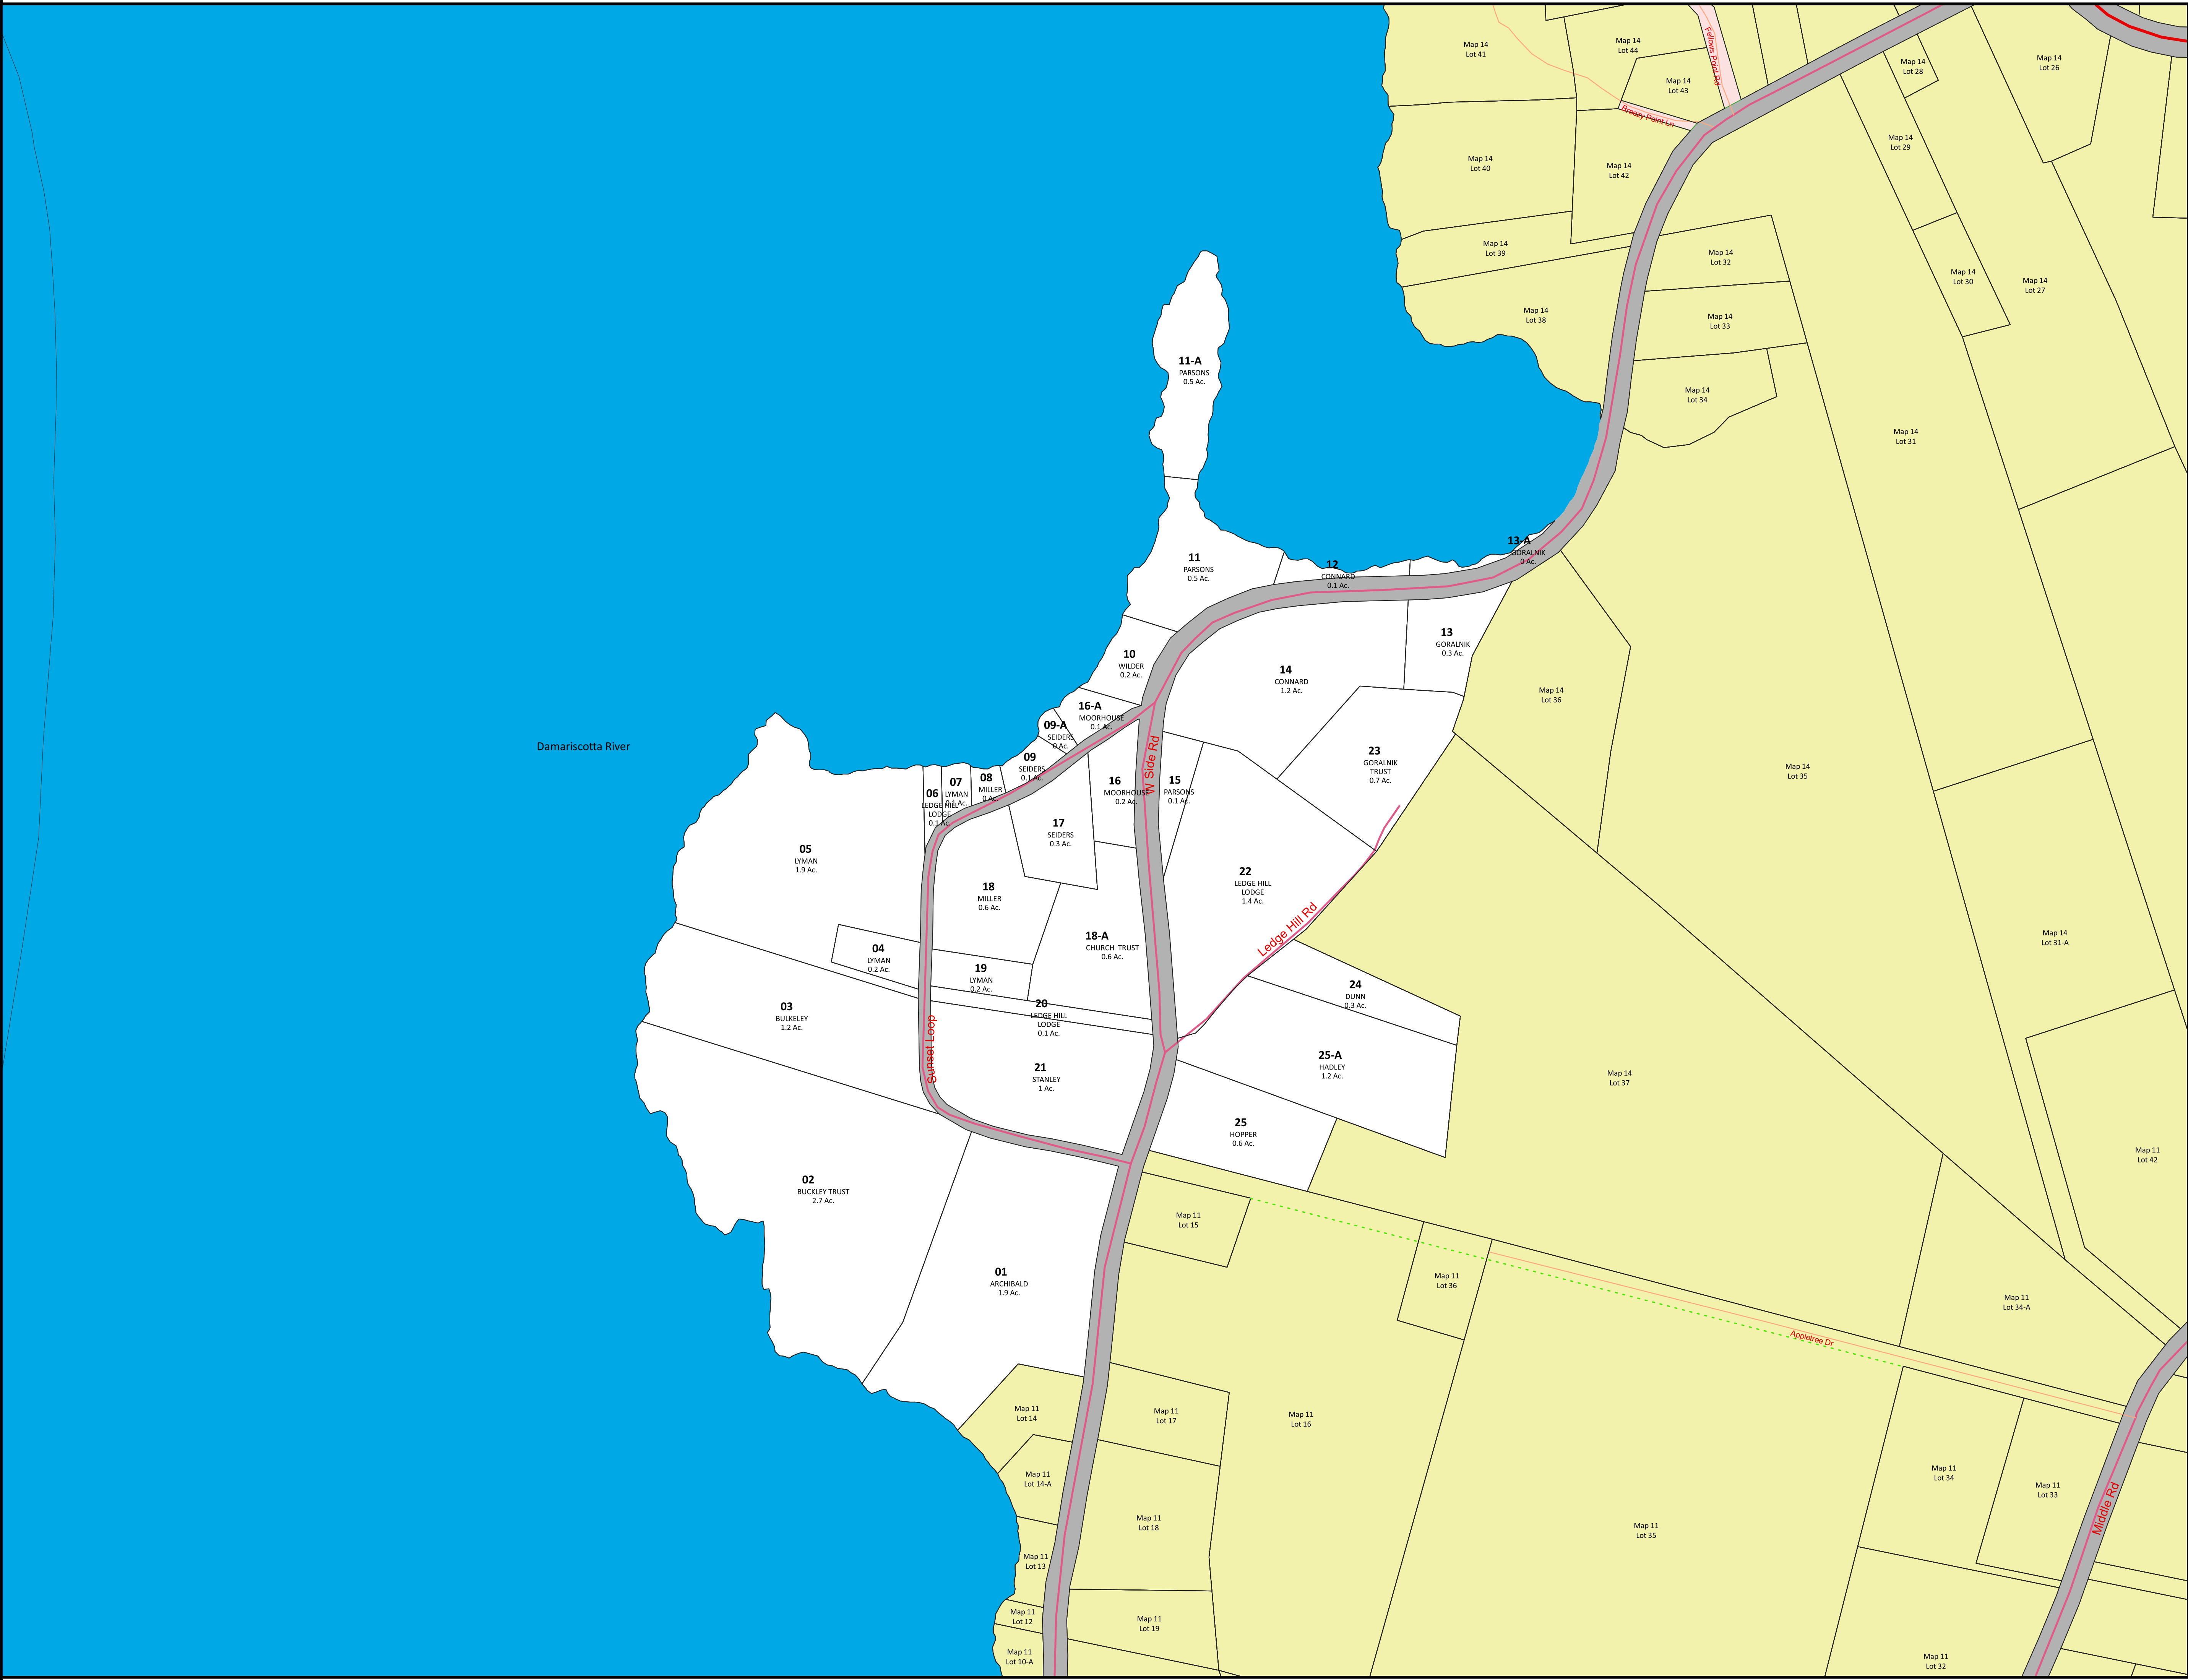 Map 14
Lot 41
Map 14
Lot 44
Fellows Point Rd
Map 14
Lot 43
Breezy Point Ln
Map 14
Lot 28
Map 14
Lot 26
Map 14
Lot 29
Map 14
Lot 40
Map 14
Lot 42
Map 14
Lot 39
Map 14
Lot 32
Map 14
Lot 30
Map 14
Lot 27
Map 14
Lot 38
Map 14
Lot 33
11-A
PARSONS
0.5 Ac.
Map 14
Lot 34
Map 14
Lot 31
11
PARSONS
0.5 Ac.
12
CONNARD
0.1 Ac.
13-A
GORALNIK
0 Ac.
10
WILDER
0.2 Ac.
14
CONNARD
1.2 Ac.
13
GORALNIK
0.3 Ac.
Map 14
Lot 36
16-A
MOORHOUSE
0.1 Ac.
09-A
SEIDERS
0 Ac.
Damariscotta River
09
SEIDERS
0.1 Ac.
W Side Rd
23
GORALNIK
TRUST
0.7 Ac.
Map 14
Lot 35
06
LEDGE HILL
LODGE
0.1 Ac.
07
LYMAN
0.1 Ac.
08
MILLER
0 Ac.
16
MOORHOUSE
0.2 Ac.
15
PARSONS
0.1 Ac.
17
SEIDERS
0.3 Ac.
05
LYMAN
1.9 Ac.
18
MILLER
0.6 Ac.
22
LEDGE HILL
LODGE
1.4 Ac.
Ledge Hill Rd
18-A
CHURCH TRUST
0.6 Ac.
Map 14
Lot 31-A
04
LYMAN
0.2 Ac.
19
LYMAN
0.2 Ac.
24
DUNN
0.3 Ac.
03
BULKELEY
1.2 Ac.
20
LEDGE HILL
LODGE
0.1 Ac.
Sunset Loop
21
STANLEY
1 Ac.
25-A
HADLEY
1.2 Ac.
Map 14
Lot 37
25
HOPPER
0.6 Ac.
Map 11
Lot 42
02
BUCKLEY TRUST
2.7 Ac.
Map 11
Lot 15
01
ARCHIBALD
1.9 Ac.
Map 11
Lot 36
Map 11
Lot 34-A
Appletree Dr
Map 11
Lot 14
Map 11
Lot 17
Map 11
Lot 16
Map 11
Lot 14-A
Map 11
Lot 34
Map 11
Lot 33
Middle Rd
Map 11
Lot 18
Map 11
Lot 35
Map 11
Lot 13
Map 11
Lot 12
Map 11
Lot 19
Map 11
Lot 10-A
Map 11
Lot 32